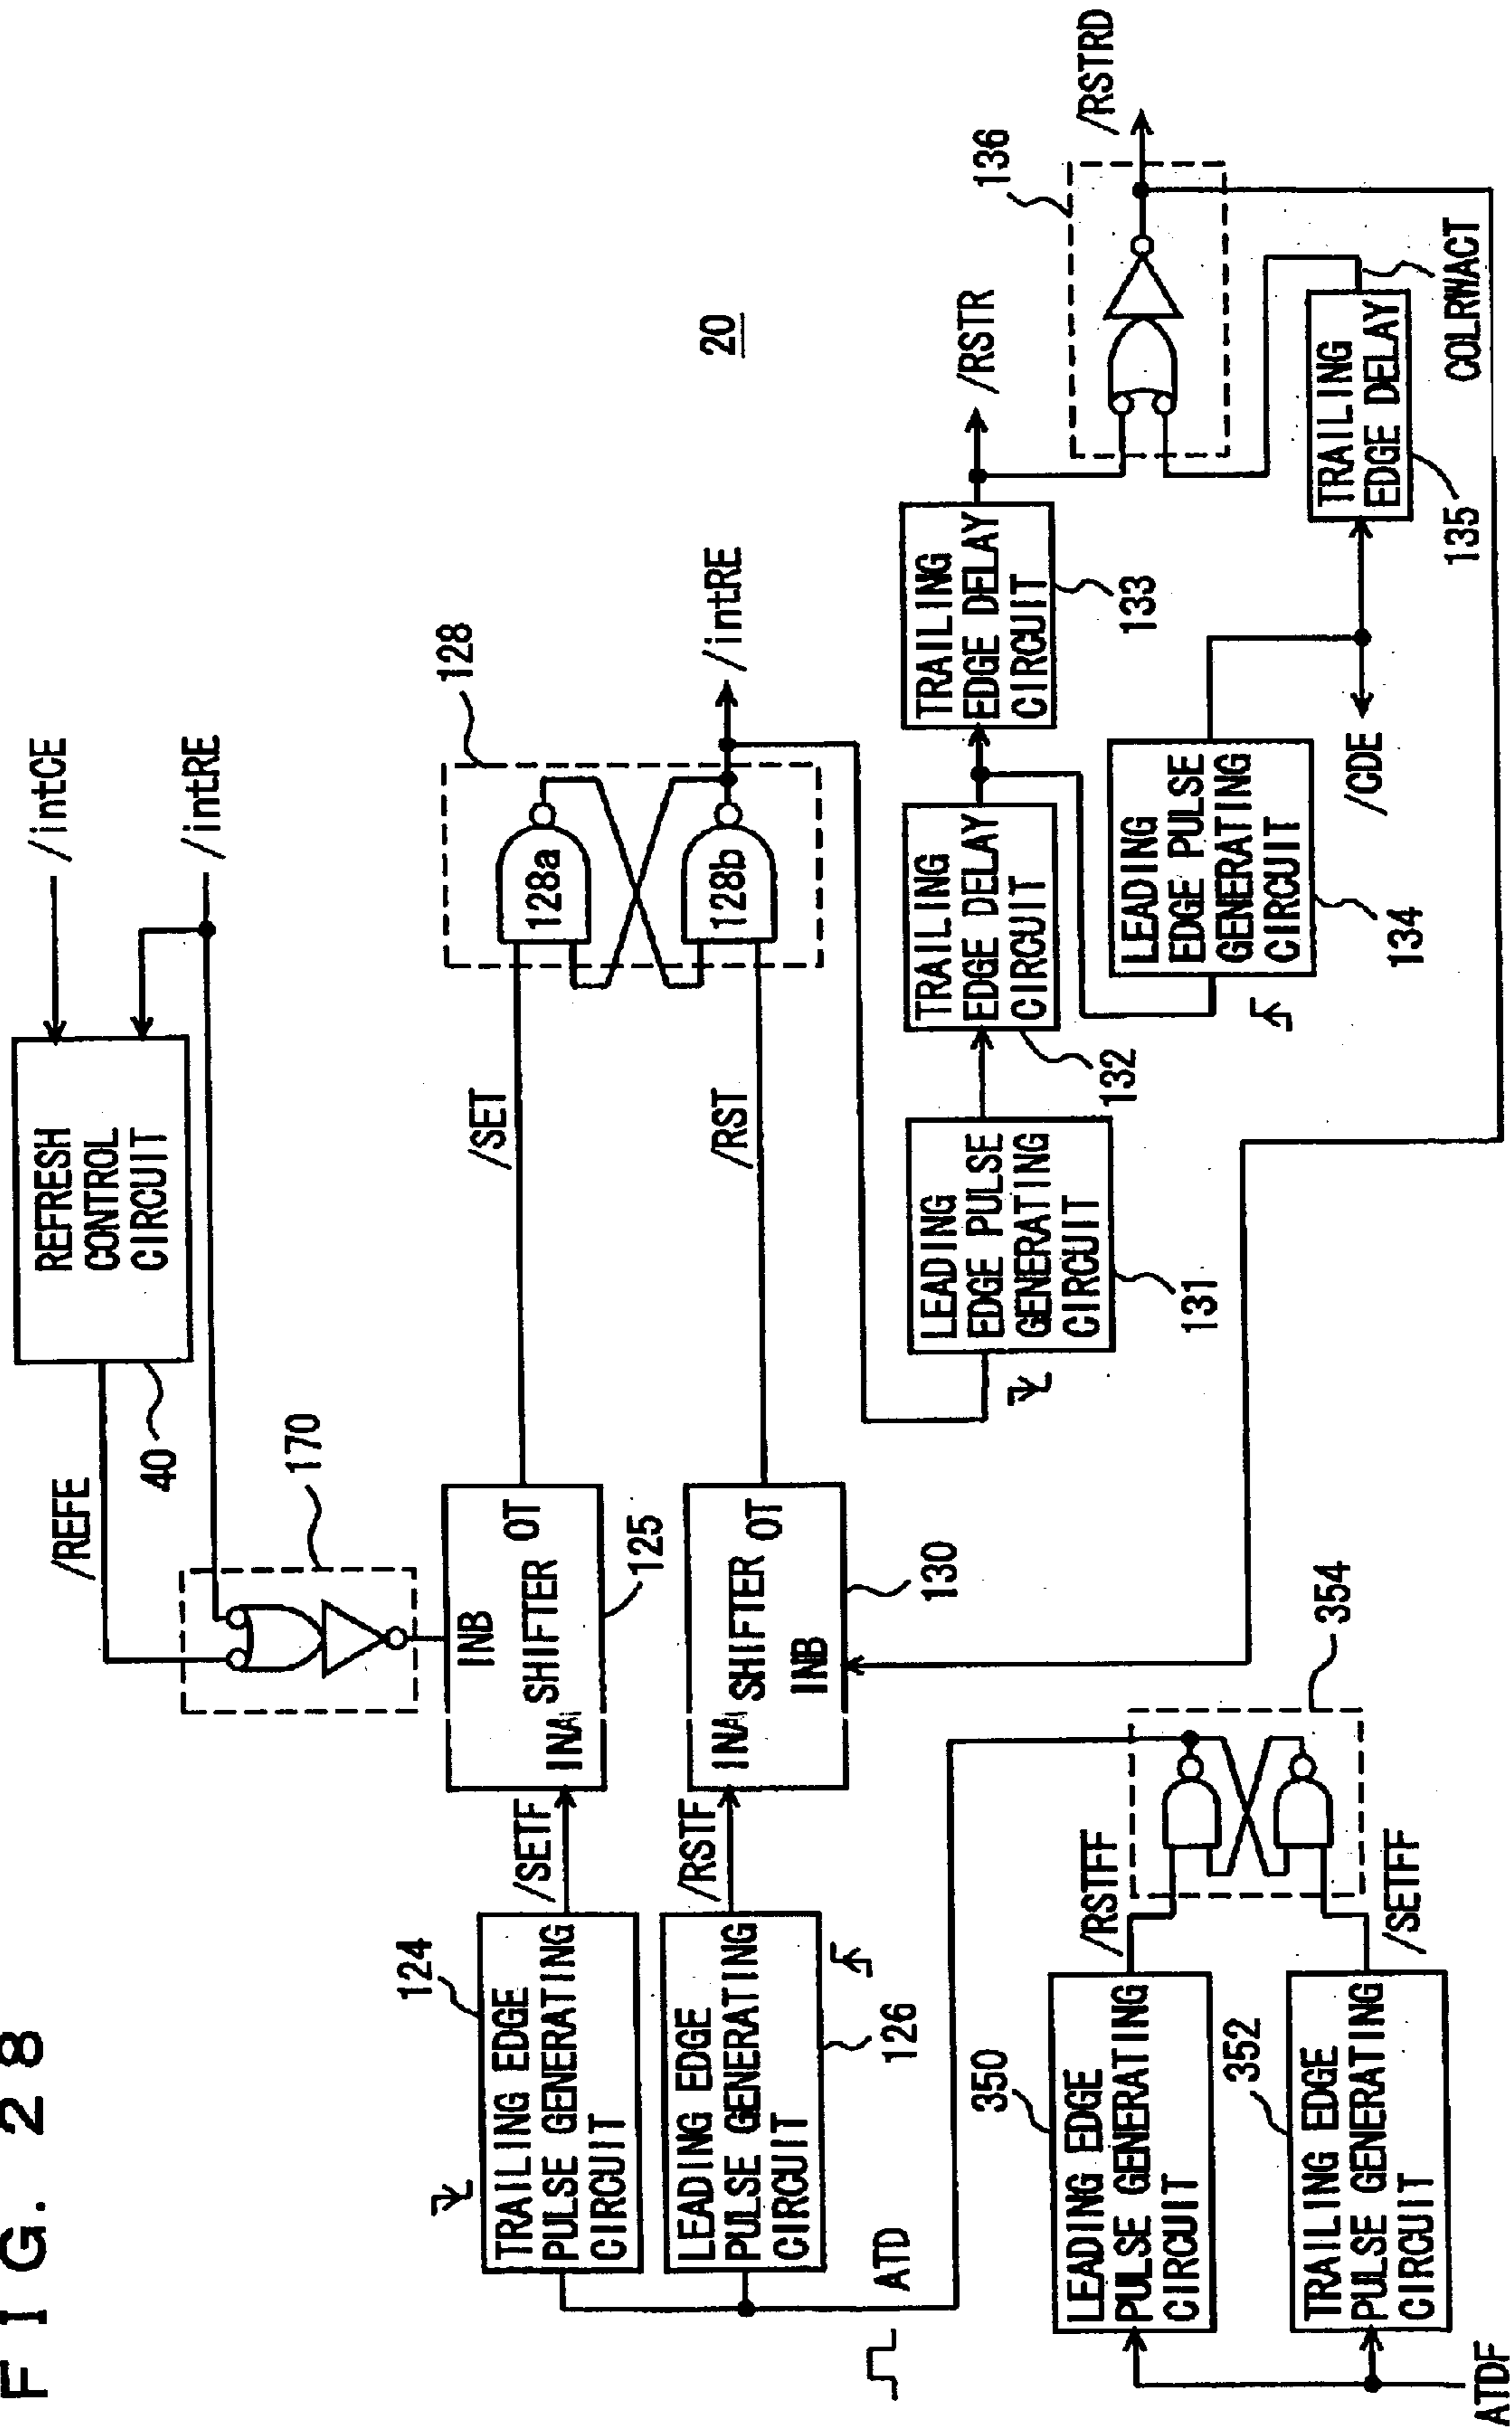 FIG. 28
/intCE
/intRE
REFRESH
CONTROL
CIRCUIT
40
/REFE
170
INB
SHIFTER
INA
OT
125
/SET
128
128a
128b
/intRE
/RST
INA
SHIFTER
OT
INB
130
124
TRAILING EDGE
PULSE GENERATING
CIRCUIT
/SETF
LEADING EDGE
PULSE GENERATING
CIRCUIT
/RSTF
126
ATD
20
LEADING
EDGE PULSE
GENERATING
CIRCUIT
131
TRAILING
EDGE DELAY
CIRCUIT
132
TRAILING
EDGE DELAY
CIRCUIT
133
/RSTR
LEADING
EDGE PULSE
GENERATING
CIRCUIT
134
/CDE
TRAILING
EDGE DELAY
135
COLRWACT
136
/RSTRD
350
LEADING EDGE
PULSE GENERATING
CIRCUIT
/RSTFF
352
TRAILING EDGE
PULSE GENERATING
CIRCUIT
/SETFF
354
ATDF